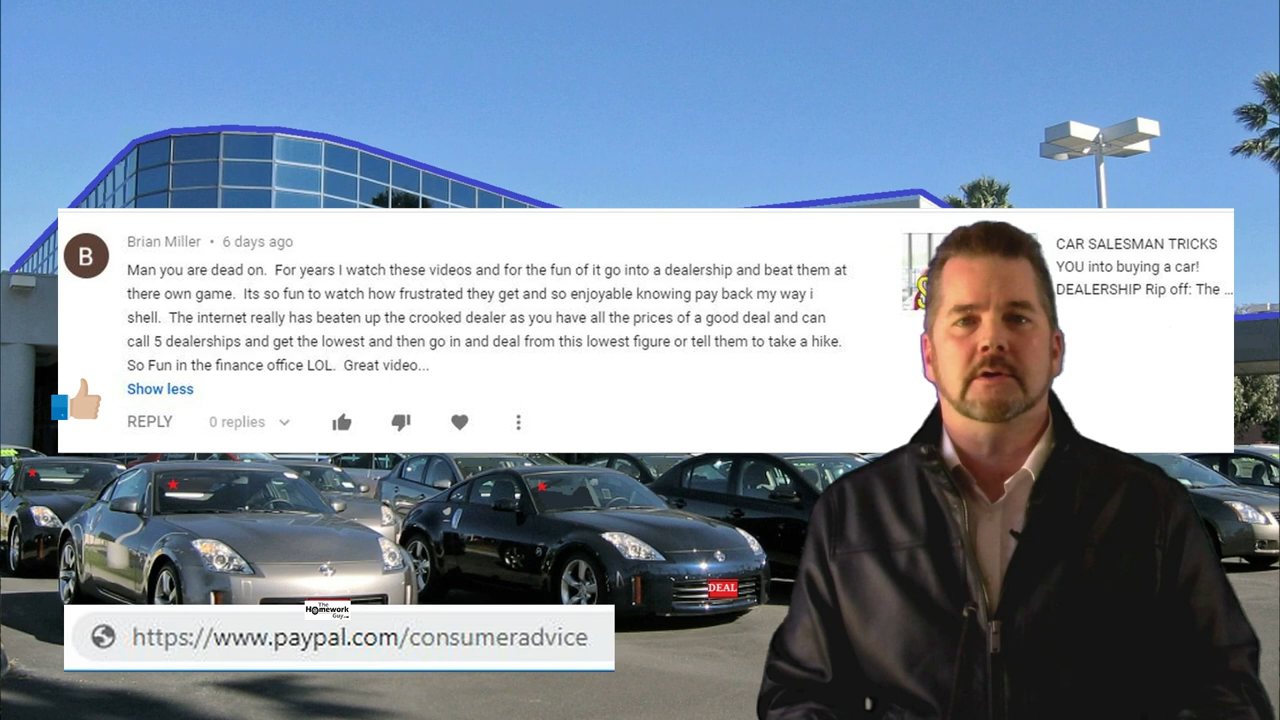 Brian Miller • 6 days ago
Man you are dead on. For years I watch these videos and for the fun of it go into a dealership and beat them at
there own game. Its so fun to watch how frustrated they get and so enjoyable knowing pay back my way i
shell. The internet really has beaten up the crooked dealer as you have all the prices of a good deal and can
call 5 dealerships and get the lowest and then go in and deal from this lowest figure or tell them to take a hike.
So Fun in the finance office LOL. Great video...
Show less
REPLY 0 replies
B
CAR SALESMAN TRICKS
YOU into buying a car!
DEALERSHIP Rip off: The ...
DEAL
The
Homework
Guy
https://www.paypal.com/consumeradvice